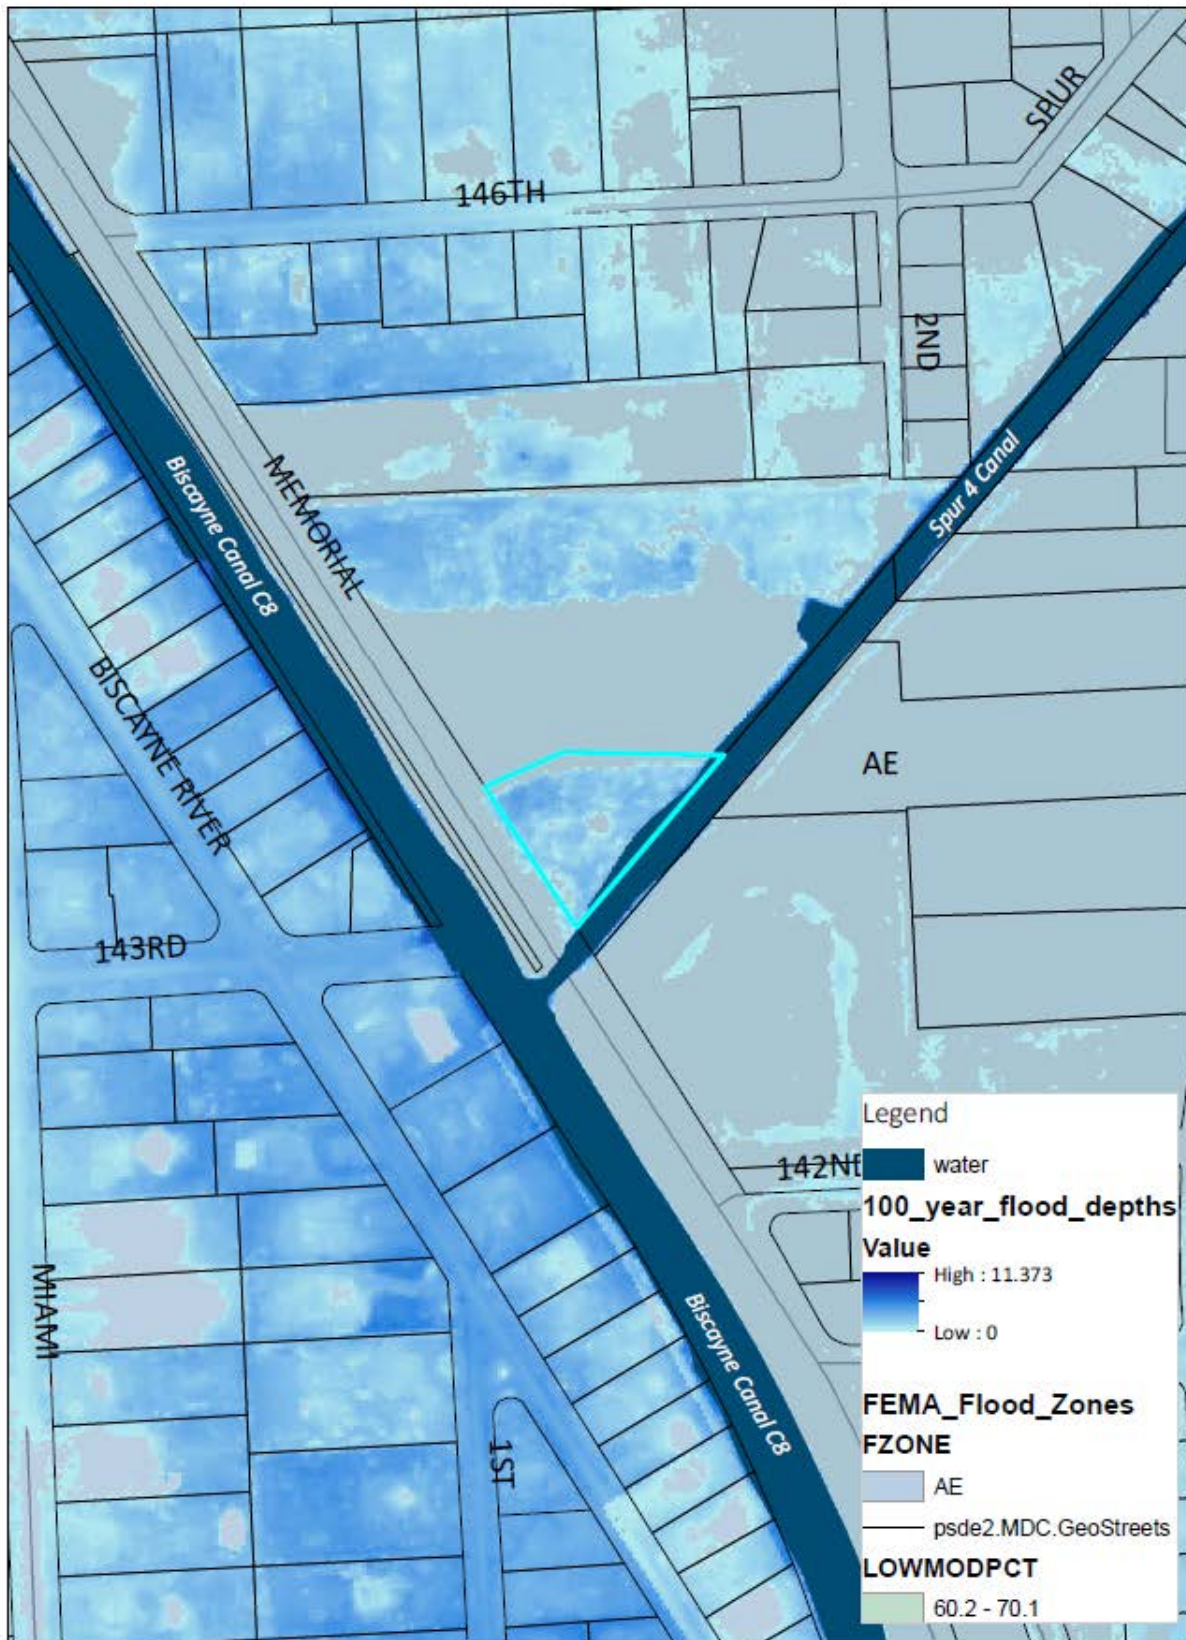 SPUR
146TH
2ND
MEMORIAL
Biscayne Canal C8
Spur 4 Canal
BISCAYNE RIVER
AE
143RD
142NE
MIAMI
Biscayne Canal C8
1ST
Legend
water
100_year_flood_depths
Value
High : 11.373
Low : 0
FEMA_Flood_Zones
FZONE
AE
psde2.MDC.GeoStreets
LOWMODPCT
60.2 - 70.1